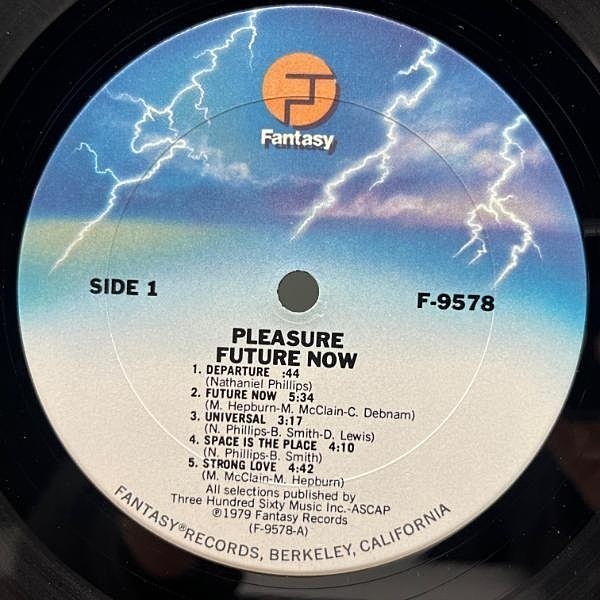 Fantasy
SIDE 1
F-9578
PLEASURE
FUTURE NOW
1. DEPARTURE :44
(Nathaniel Phillips)
2. FUTURE NOW 5:34
(M. Hepburn-M. McClain-C. Debnam)
3. UNIVERSAL 3:17
(N. Phillips-B. Smith-D. Lewis)
4. SPACE IS THE PLACE 4:10
(N. Phillips-B. Smith)
5. STRONG LOVE 4:42
(M. McClain-M. Hepburn)
All selections published by
Three Hundred Sixty Music Inc.-ASCAP
℗1979 Fantasy Records
(F-9578-A)
FANTASY®RECORDS, BERKELEY, CALIFORNIA